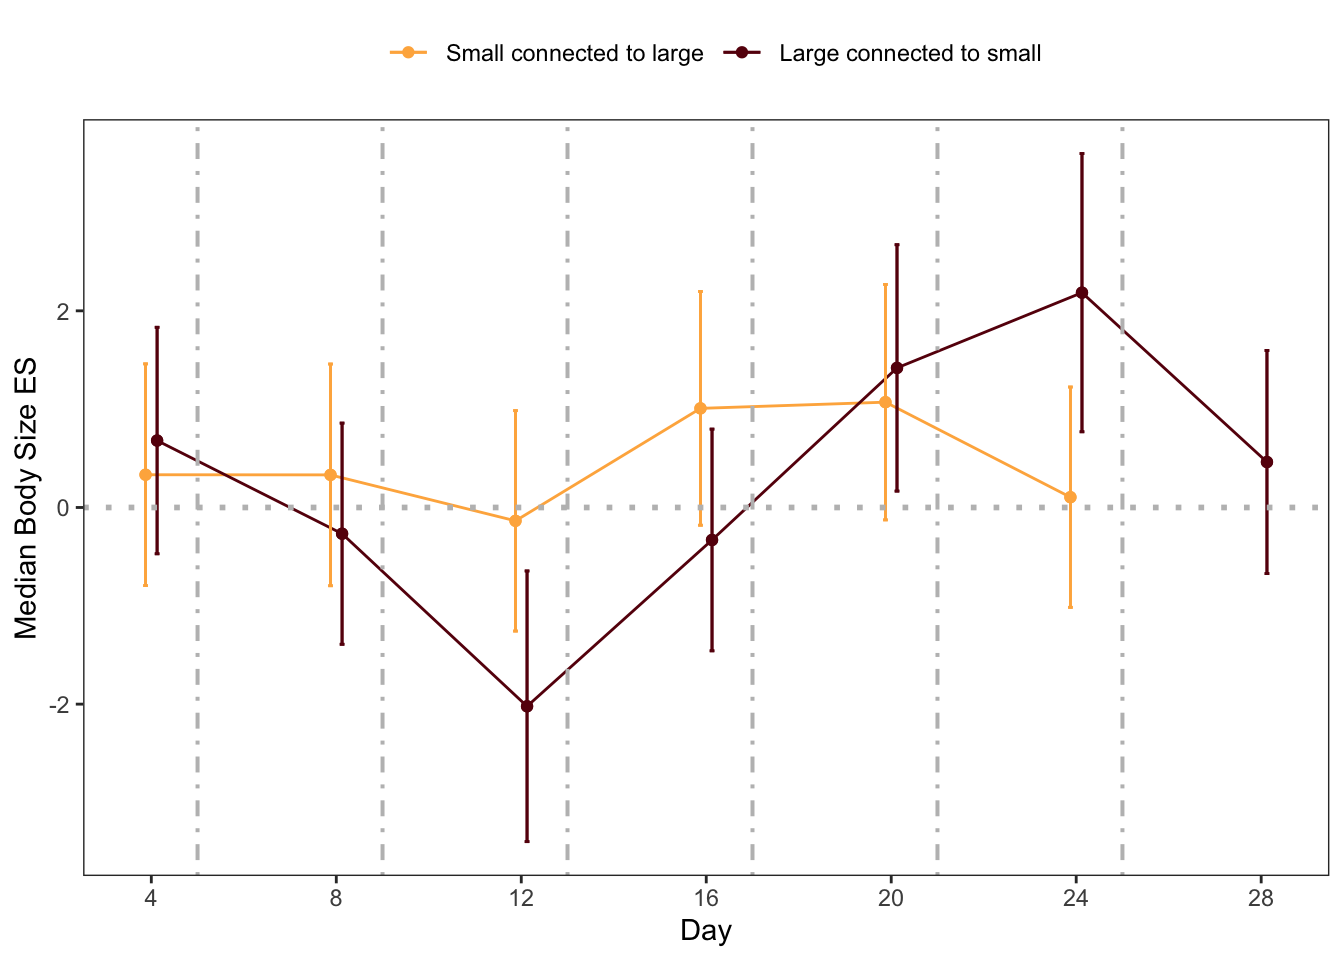 Small connected to large Large connected to small
Median Body Size ES
2
0
-2
4 8 12 16 20 24 28
Day